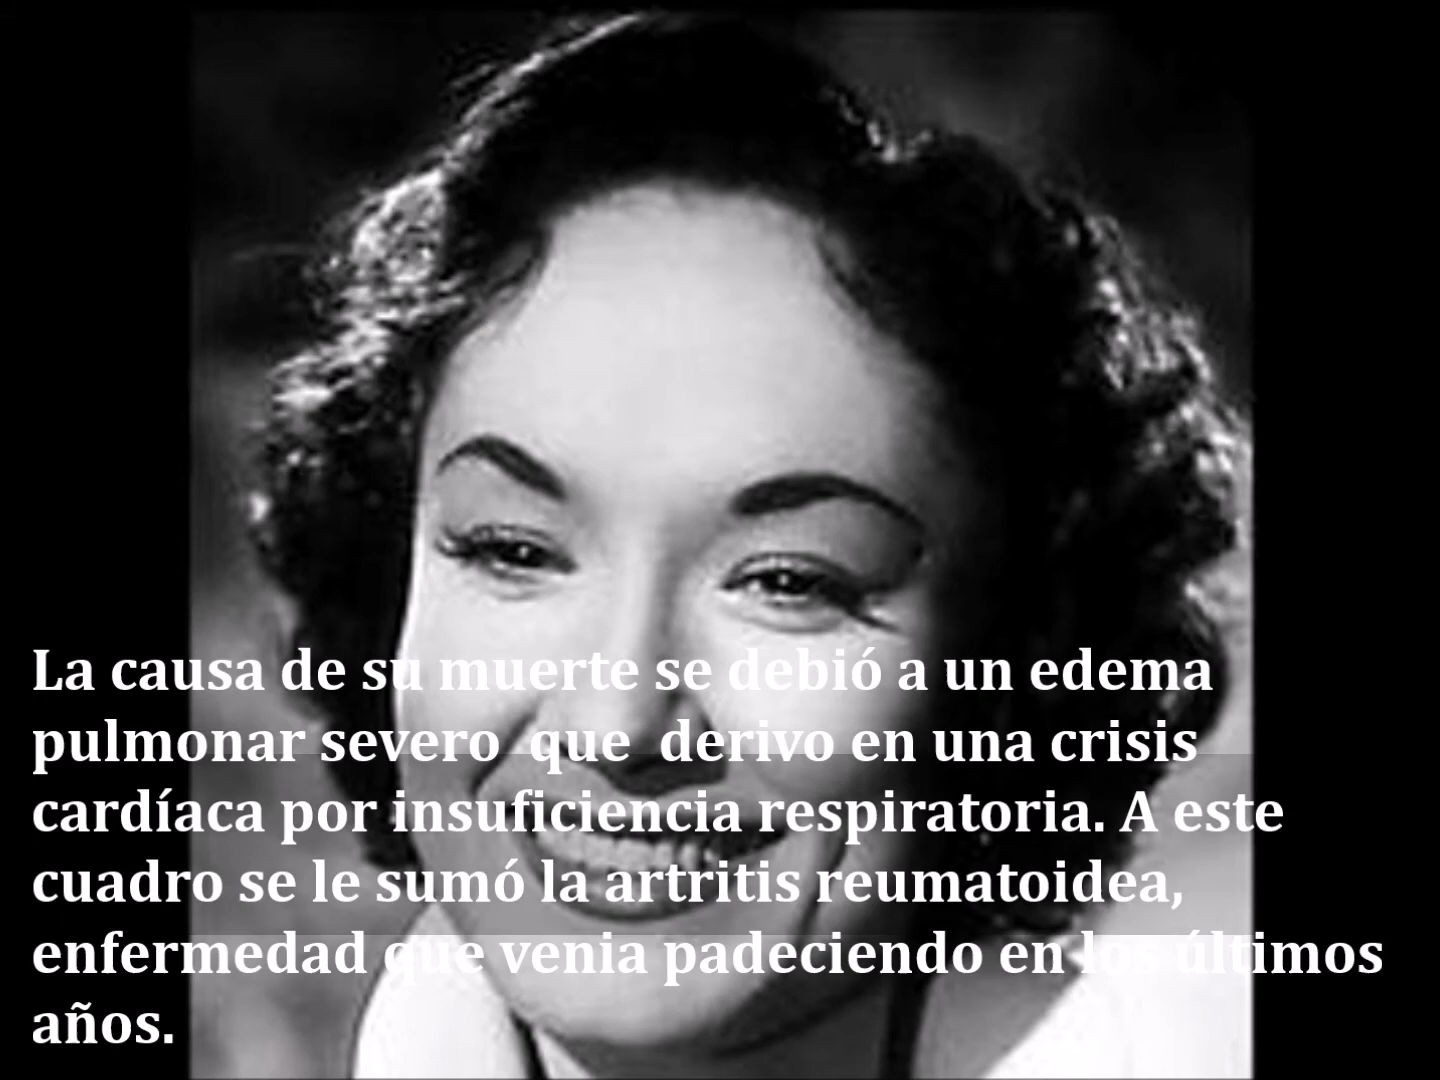 La causa de su muerte se debió a un edema
pulmonar severo que derivo en una crisis
cardíaca por insuficiencia respiratoria. A este
cuadro se le sumó la artritis reumatoidea,
enfermedad que venia padeciendo en los últimos
años.